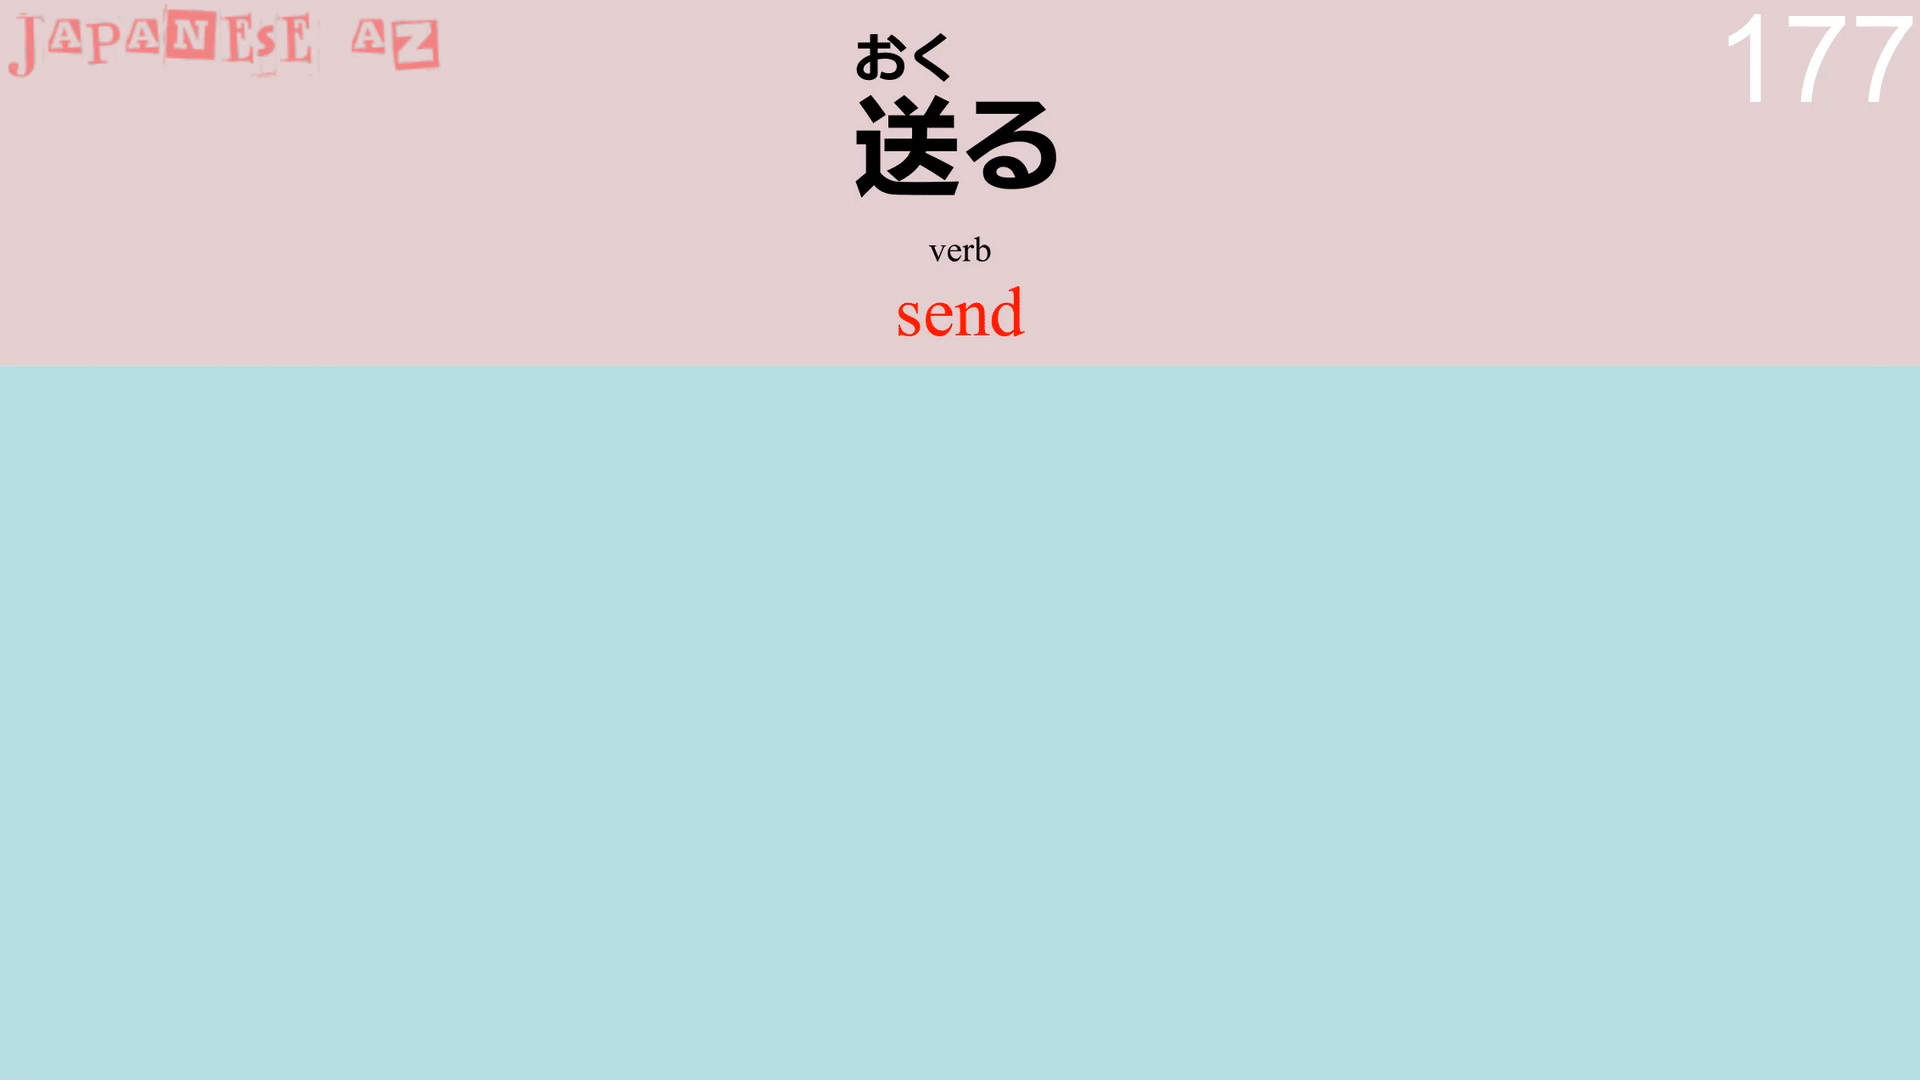 JAPANESE AZ
177
おく
送る
verb
send